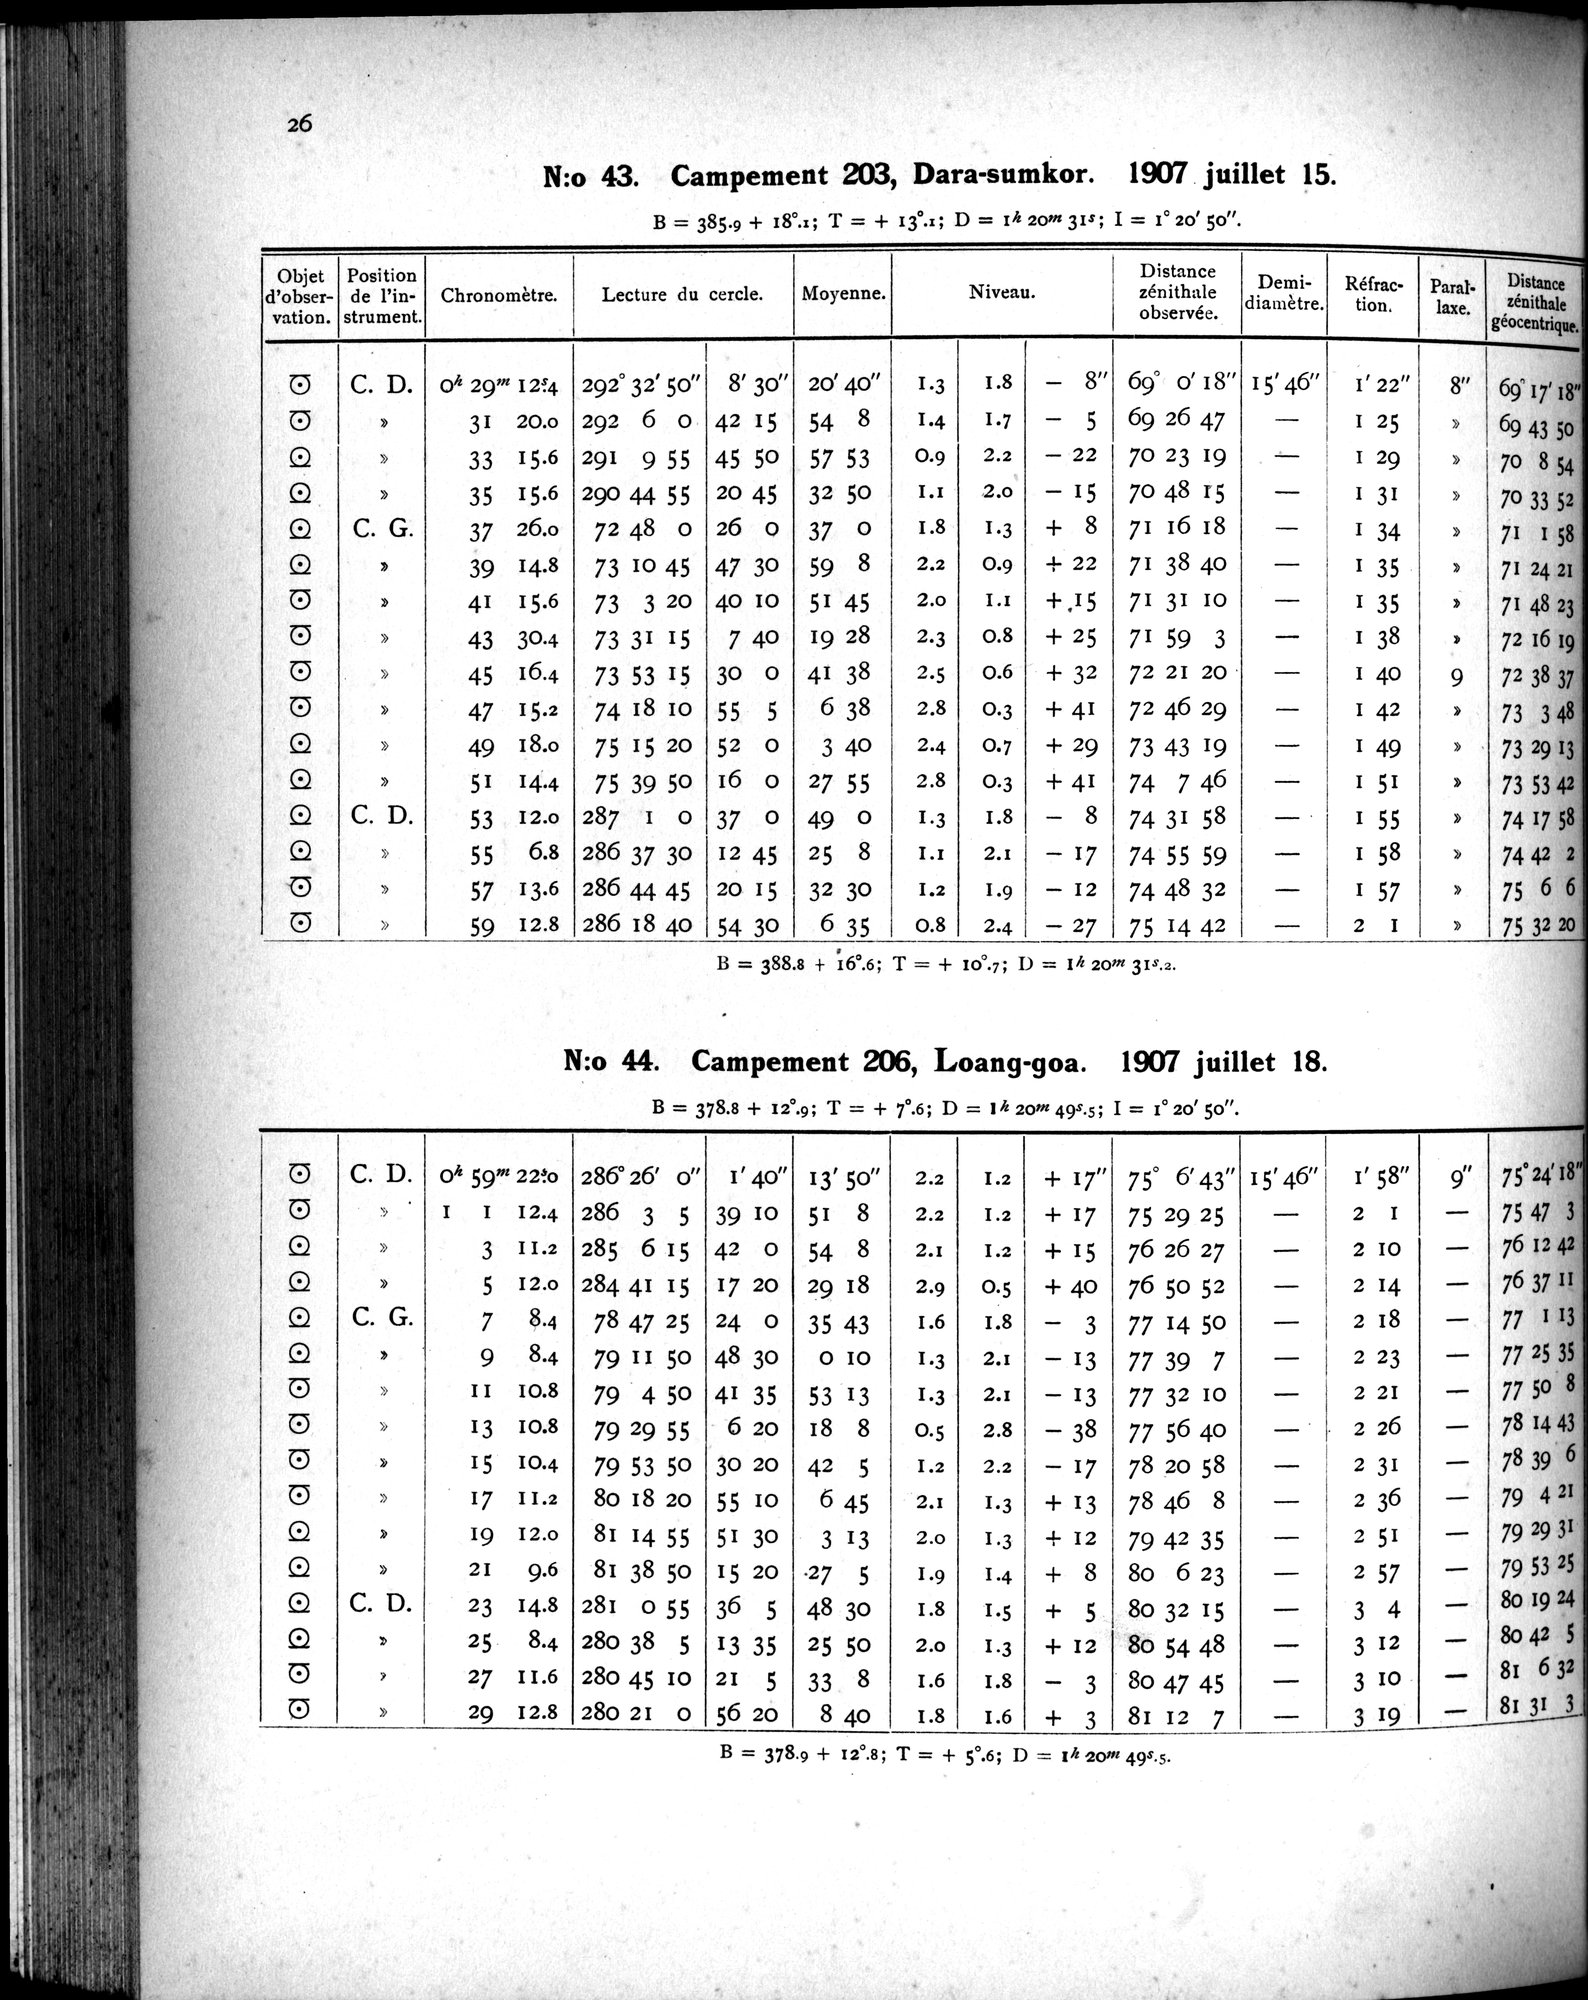 26
N:o 43. Campement 203, Dara-sumkor. 1907 juillet 15.
B = 385.9 + 18°.1; T = + 13°.1; D = 1h 20m 31s; I = 1° 20′ 50″.
Objet d'obser-vation. | Position de l'in-strument. | Chronomètre. | Lecture du cercle. | Moyenne. | Niveau. | Distance zénithale observée. | Demi-diamètre. | Réfrac-tion. | Paral-laxe. | Distance zénithale géocentrique.
☉ C. D. 0h 29m 12s.4 292° 32′ 50″ 8′ 30″ 20′ 40″ 1.3 1.8 — 8″ 69° 0′ 18″ 15′ 46″ 1′ 22″ 8″ 69° 17′ 18″
☉ » 31 20.0 292 6 0 42 15 54 8 1.4 1.7 — 5 69 26 47 — 1 25 » 69 43 50
☉ » 33 15.6 291 9 55 45 50 57 53 0.9 2.2 — 22 70 23 19 — 1 29 » 70 8 54
☉ » 35 15.6 290 44 55 20 45 32 50 1.1 2.0 — 15 70 48 15 — 1 31 » 70 33 52
☉ C. G. 37 26.0 72 48 0 26 0 37 0 1.8 1.3 + 8 71 16 18 — 1 34 » 71 1 58
☉ » 39 14.8 73 10 45 47 30 59 8 2.2 0.9 + 22 71 38 40 — 1 35 » 71 24 21
☉ » 41 15.6 73 3 20 40 10 51 45 2.0 1.1 + 15 71 31 10 — 1 35 » 71 48 23
☉ » 43 30.4 73 31 15 7 40 19 28 2.3 0.8 + 25 71 59 3 — 1 38 » 72 16 19
☉ » 45 16.4 73 53 15 30 0 41 38 2.5 0.6 + 32 72 21 20 — 1 40 9 72 38 37
☉ » 47 15.2 74 18 10 55 5 6 38 2.8 0.3 + 41 72 46 29 — 1 42 » 73 3 48
☉ » 49 18.0 75 15 20 52 0 3 40 2.4 0.7 + 29 73 43 19 — 1 49 » 73 29 13
☉ » 51 14.4 75 39 50 16 0 27 55 2.8 0.3 + 41 74 7 46 — 1 51 » 73 53 42
☉ C. D. 53 12.0 287 1 0 37 0 49 0 1.3 1.8 — 8 74 31 58 — 1 55 » 74 17 58
☉ » 55 6.8 286 37 30 12 45 25 8 1.1 2.1 — 17 74 55 59 — 1 58 » 74 42 2
☉ » 57 13.6 286 44 45 20 15 32 30 1.2 1.9 — 12 74 48 32 — 1 57 » 75 6 6
☉ » 59 12.8 286 18 40 54 30 6 35 0.8 2.4 — 27 75 14 42 — 2 1 » 75 32 20
B = 388.8 + 16°.6; T = + 10°.7; D = 1h 20m 31s.2.
N:o 44. Campement 206, Loang-goa. 1907 juillet 18.
B = 378.8 + 12°.9; T = + 7°.6; D = 1h 20m 49s.5; I = 1° 20′ 50″.
☉ C. D. 0h 59m 22s.0 286° 26′ 0″ 1′ 40″ 13′ 50″ 2.2 1.2 + 17″ 75° 6′ 43″ 15′ 46″ 1′ 58″ 9″ 75° 24′ 18″
☉ » 1 1 12.4 286 3 5 39 10 51 8 2.2 1.2 + 17 75 29 25 — 2 1 — 75 47 3
☉ » 3 11.2 285 6 15 42 0 54 8 2.1 1.2 + 15 76 26 27 — 2 10 — 76 12 42
☉ » 5 12.0 284 41 15 17 20 29 18 2.9 0.5 + 40 76 50 52 — 2 14 — 76 37 11
☉ C. G. 7 8.4 78 47 25 24 0 35 43 1.6 1.8 — 3 77 14 50 — 2 18 — 77 1 13
☉ » 9 8.4 79 11 50 48 30 0 10 1.3 2.1 — 13 77 39 7 — 2 23 — 77 25 35
☉ » 11 10.8 79 4 50 41 35 53 13 1.3 2.1 — 13 77 32 10 — 2 21 — 77 50 8
☉ » 13 10.8 79 29 55 6 20 18 8 0.5 2.8 — 38 77 56 40 — 2 26 — 78 14 43
☉ » 15 10.4 79 53 50 30 20 42 5 1.2 2.2 — 17 78 20 58 — 2 31 — 78 39 6
☉ » 17 11.2 80 18 20 55 10 6 45 2.1 1.3 + 13 78 46 8 — 2 36 — 79 4 21
☉ » 19 12.0 81 14 55 51 30 3 13 2.0 1.3 + 12 79 42 35 — 2 51 — 79 29 31
☉ » 21 9.6 81 38 50 15 20 27 5 1.9 1.4 + 8 80 6 23 — 2 57 — 79 53 25
☉ C. D. 23 14.8 281 0 55 36 5 48 30 1.8 1.5 + 5 80 32 15 — 3 4 — 80 19 24
☉ » 25 8.4 280 38 5 13 35 25 50 2.0 1.3 + 12 80 54 48 — 3 12 — 80 42 5
☉ » 27 11.6 280 45 10 21 5 33 8 1.6 1.8 — 3 80 47 45 — 3 10 — 81 6 32
☉ » 29 12.8 280 21 0 56 20 8 40 1.8 1.6 + 3 81 12 7 — 3 19 — 81 31 3
B = 378.9 + 12°.8; T = + 5°.6; D = 1h 20m 49s.5.